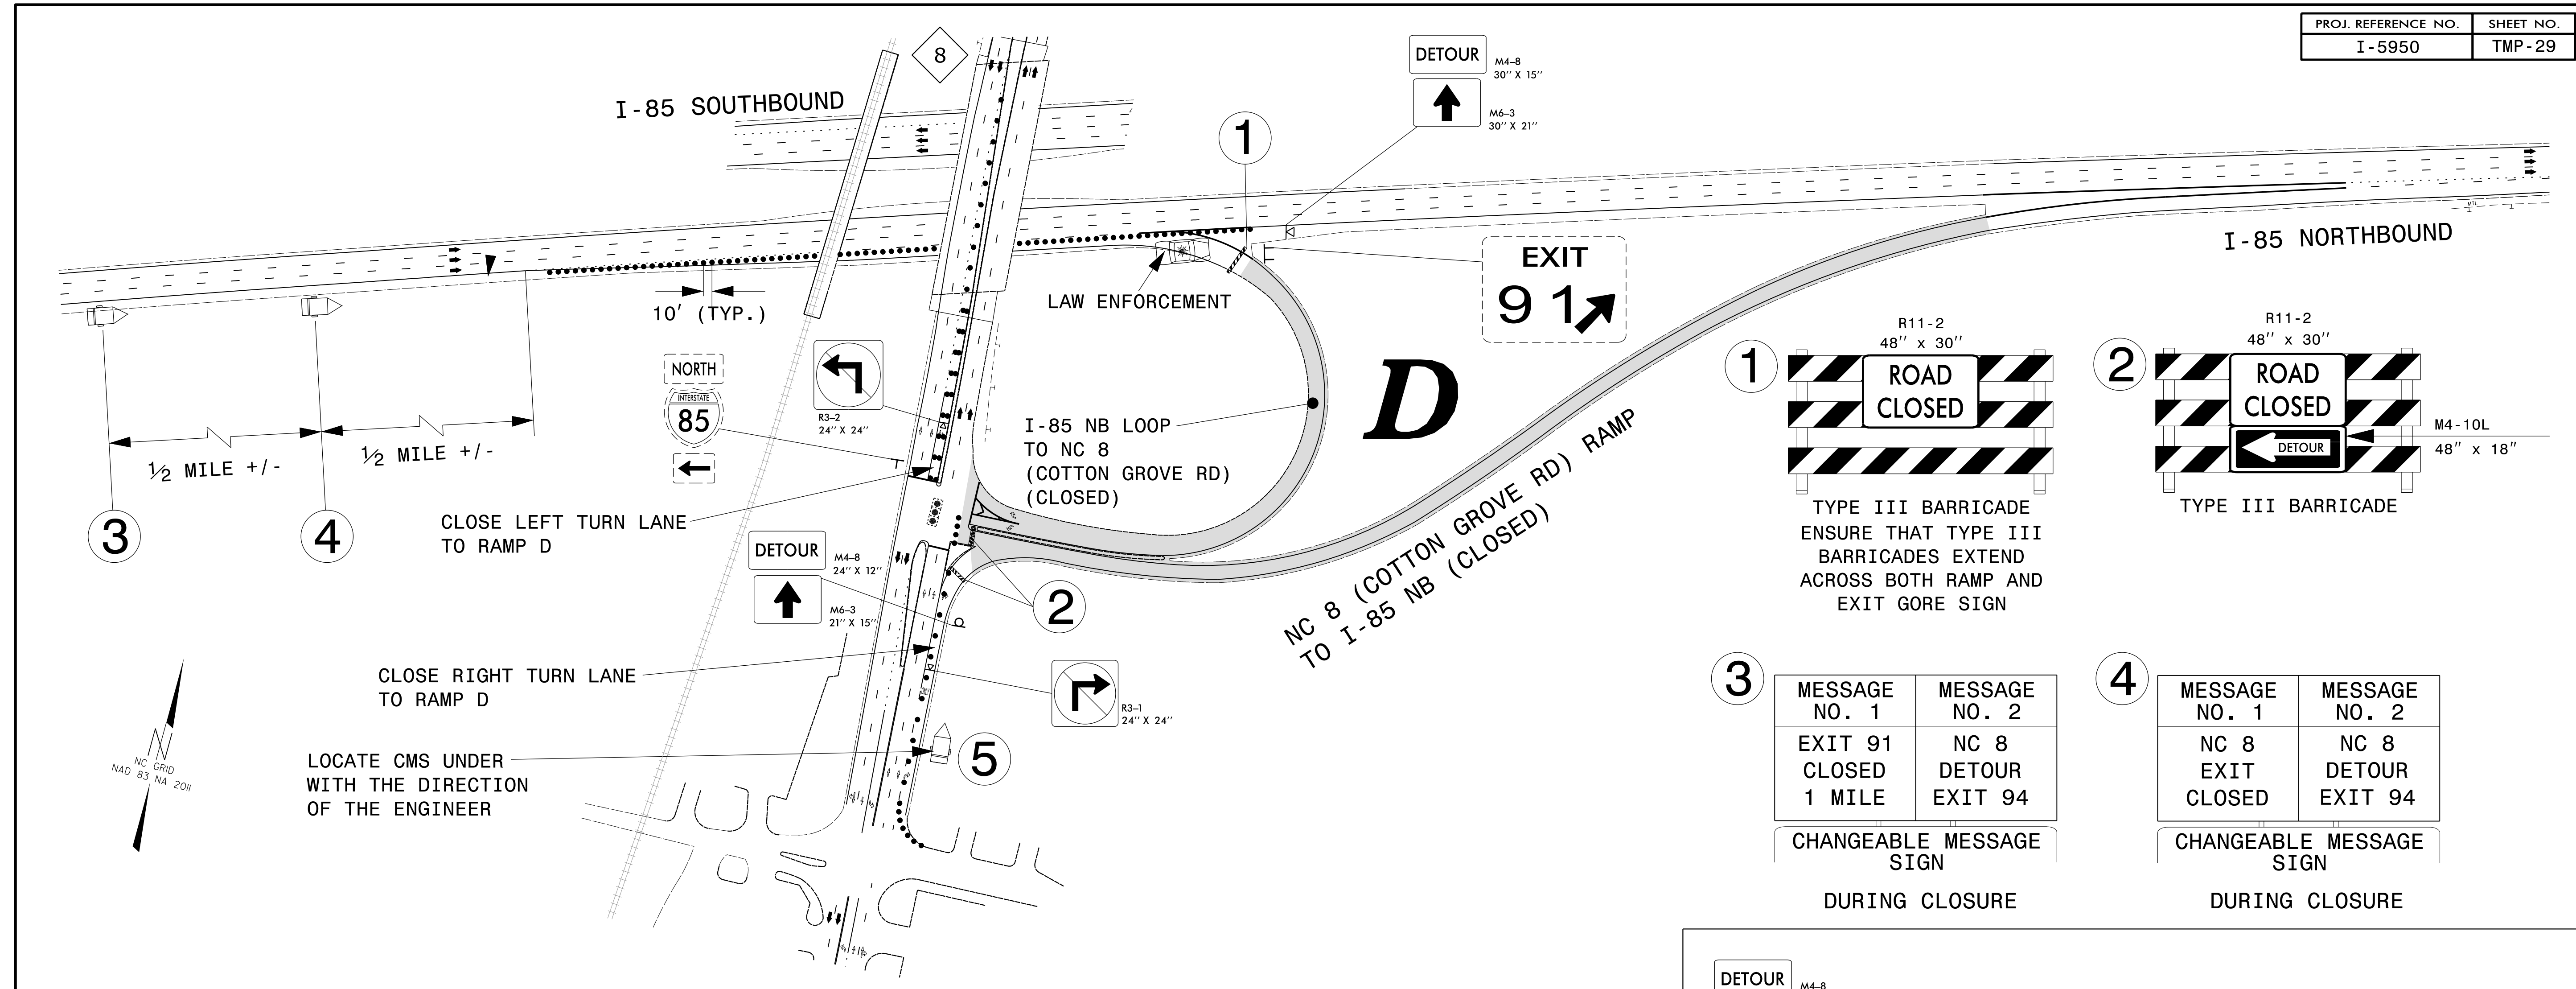 PROJ. REFERENCE NO. SHEET NO.
I-5950 TMP-29
8
I-85 SOUTHBOUND
DETOUR
M4-8
30'' X 15''
M6-3
30'' X 21''
1
I-85 NORTHBOUND
LAW ENFORCEMENT
EXIT
91
10' (TYP.)
NORTH
INTERSTATE
85
R3-2
24'' X 24''
1/2 MILE +/-
1/2 MILE +/-
3
4
CLOSE LEFT TURN LANE
TO RAMP D
I-85 NB LOOP
TO NC 8
(COTTON GROVE RD)
(CLOSED)
D
NC 8 (COTTON GROVE RD) RAMP
TO I-85 NB (CLOSED)
DETOUR
M4-8
24'' X 12''
M6-3
21'' X 15''
2
CLOSE RIGHT TURN LANE
TO RAMP D
R3-1
24'' X 24''
LOCATE CMS UNDER
WITH THE DIRECTION
OF THE ENGINEER
5
N
NC GRID
NAD 83 NA 2011
1
R11-2
48'' x 30''
ROAD
CLOSED
TYPE III BARRICADE
ENSURE THAT TYPE III
BARRICADES EXTEND
ACROSS BOTH RAMP AND
EXIT GORE SIGN
2
R11-2
48'' x 30''
ROAD
CLOSED
DETOUR
M4-10L
48'' x 18''
TYPE III BARRICADE
3
MESSAGE
NO. 1
MESSAGE
NO. 2
EXIT 91
CLOSED
1 MILE
NC 8
DETOUR
EXIT 94
CHANGEABLE MESSAGE
SIGN
DURING CLOSURE
4
MESSAGE
NO. 1
MESSAGE
NO. 2
NC 8
EXIT
CLOSED
NC 8
DETOUR
EXIT 94
CHANGEABLE MESSAGE
SIGN
DURING CLOSURE
DETOUR
M4-8